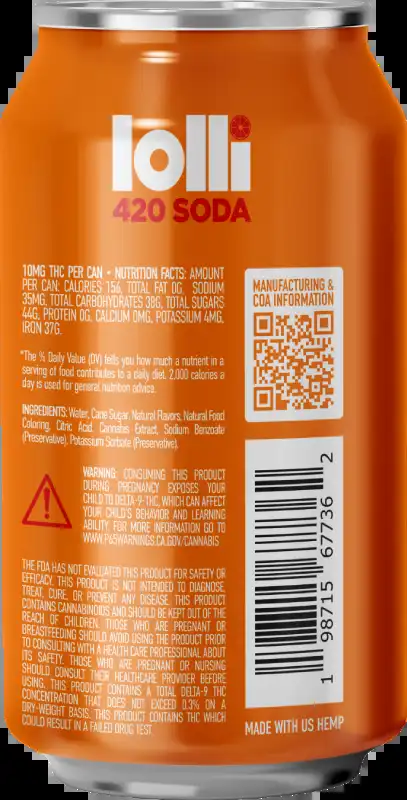 lolli
420 SODA
10MG THC PER CAN • NUTRITION FACTS: AMOUNT
PER CAN: CALORIES 156, TOTAL FAT 0G, SODIUM
35MG, TOTAL CARBOHYDRATES 38G, TOTAL SUGARS
44G, PROTEIN 0G, CALCIUM 0MG, POTASSIUM 4MG,
IRON 37G.
*The % Daily Value (DV) tells you how much a nutrient in a
serving of food contributes to a daily diet. 2,000 calories a
day is used for general nutrition advice.
INGREDIENTS: Water, Cane Sugar, Natural Flavors, Natural Food
Coloring, Citric Acid, Cannabis Extract, Sodium Benzoate
(Preservative), Potassium Sorbate (Preservative).
WARNING: CONSUMING THIS PRODUCT
DURING PREGNANCY EXPOSES YOUR
CHILD TO DELTA-9-THC, WHICH CAN AFFECT
YOUR CHILD'S BEHAVIOR AND LEARNING
ABILITY. FOR MORE INFORMATION GO TO
WWW.P65WARNINGS.CA.GOV/CANNABIS
THE FDA HAS NOT EVALUATED THIS PRODUCT FOR SAFETY OR
EFFICACY. THIS PRODUCT IS NOT INTENDED TO DIAGNOSE,
TREAT, CURE, OR PREVENT ANY DISEASE. THIS PRODUCT
CONTAINS CANNABINOIDS AND SHOULD BE KEPT OUT OF THE
REACH OF CHILDREN. THOSE WHO ARE PREGNANT OR
BREASTFEEDING SHOULD AVOID USING THE PRODUCT PRIOR
TO CONSULTING WITH A HEALTH CARE PROFESSIONAL ABOUT
ITS SAFETY. THOSE WHO ARE PREGNANT OR NURSING
SHOULD CONSULT THEIR HEALTHCARE PROVIDER BEFORE
USING. THIS PRODUCT CONTAINS A TOTAL DELTA-9 THC
CONCENTRATION THAT DOES NOT EXCEED 0.3% ON A
DRY-WEIGHT BASIS. THIS PRODUCT CONTAINS THC WHICH
COULD RESULT IN A FAILED DRUG TEST
MANUFACTURING &
COA INFORMATION
1 98715 67736 2
MADE WITH US HEMP